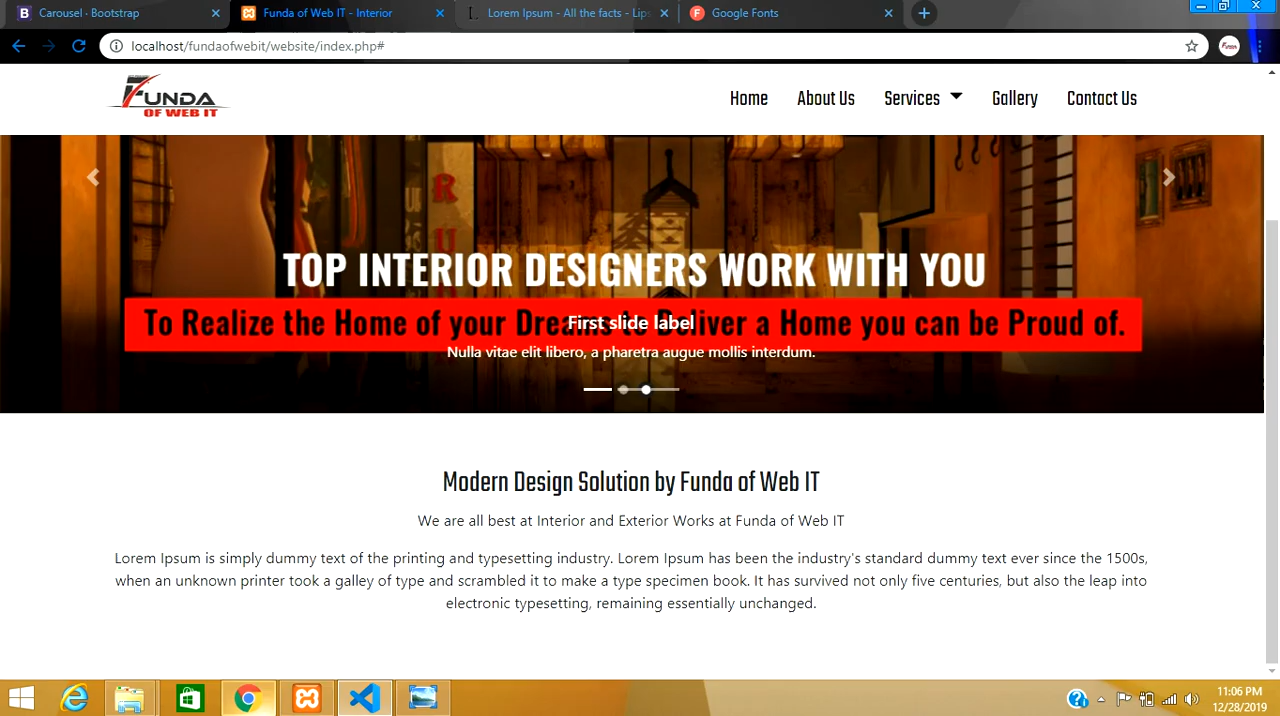 Carousel · Bootstrap
Funda of Web IT - Interior
Lorem Ipsum - All the facts - Lips
Google Fonts
localhost/fundaofwebit/website/index.php#
FUNDA
OF WEB IT
Home
About Us
Services
Gallery
Contact Us
R
U
TOP INTERIOR DESIGNERS WORK WITH YOU
To Realize the Home of your Dreams to Deliver a Home you can be Proud of.
First slide label
Nulla vitae elit libero, a pharetra augue mollis interdum.
Modern Design Solution by Funda of Web IT
We are all best at Interior and Exterior Works at Funda of Web IT
Lorem Ipsum is simply dummy text of the printing and typesetting industry. Lorem Ipsum has been the industry's standard dummy text ever since the 1500s,
when an unknown printer took a galley of type and scrambled it to make a type specimen book. It has survived not only five centuries, but also the leap into
electronic typesetting, remaining essentially unchanged.
11:06 PM
12/28/2019